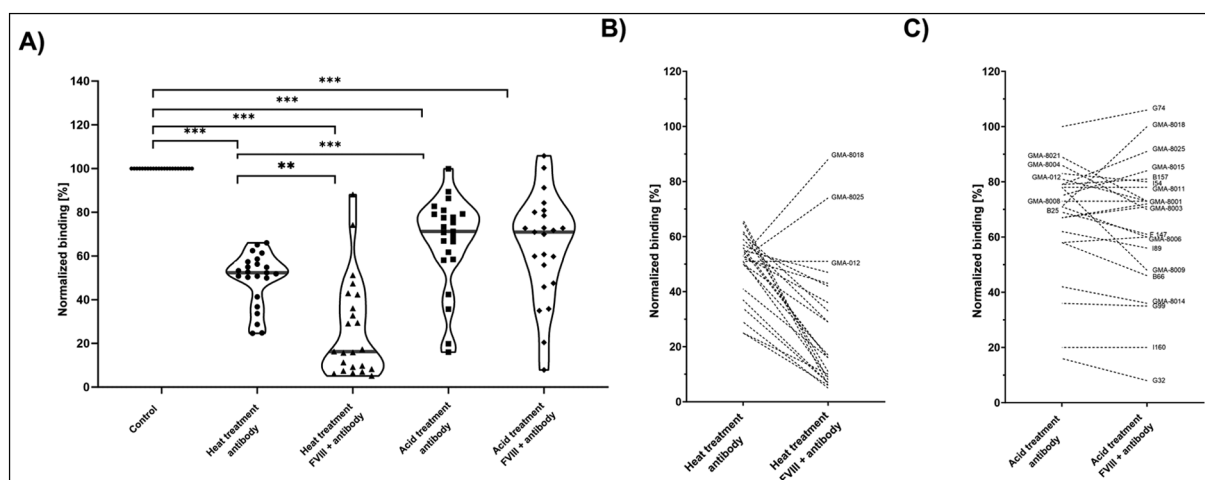 A)
Normalized binding [%]
140
120
100
80
60
40
20
0
***
***
***
***
***
**
Control
Heat treatment
antibody
Heat treatment
FVIII + antibody
Acid treatment
antibody
Acid treatment
FVIII + antibody
B)
Normalized binding [%]
120
100
80
60
40
20
0
GMA-8018
GMA-8025
GMA-012
Heat treatment
antibody
Heat treatment
FVIII + antibody
C)
Normalized binding [%]
120
100
80
60
40
20
0
GMA-8021
GMA-8004
GMA-012
GMA-8008
B25
G74
GMA-8018
GMA-8025
GMA-8015
B157
I54
GMA-8011
GMA-8001
GMA-8003
F 147
GMA-8006
I89
GMA-8009
B66
GMA-8014
G99
I160
G32
Acid treatment
antibody
Acid treatment
FVIII + antibody